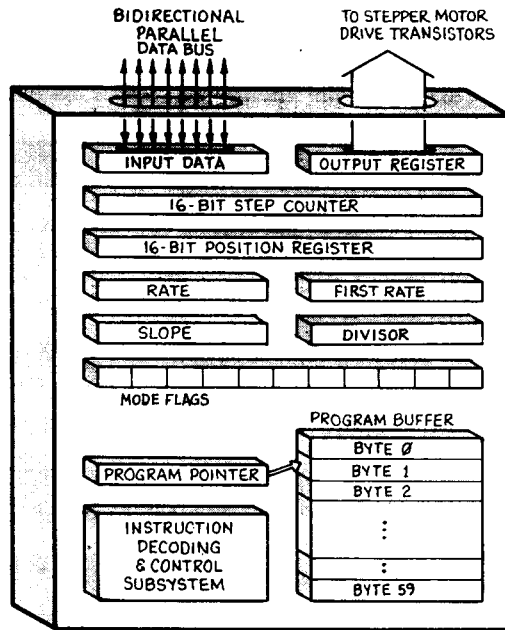 BIDIRECTIONAL
PARALLEL
DATA BUS
TO STEPPER MOTOR
DRIVE TRANSISTORS
INPUT DATA
OUTPUT REGISTER
16-BIT STEP COUNTER
16-BIT POSITION REGISTER
RATE
FIRST RATE
SLOPE
DIVISOR
MODE FLAGS
PROGRAM BUFFER
BYTE 0
PROGRAM POINTER
BYTE 1
BYTE 2
INSTRUCTION
DECODING
& CONTROL
SUBSYSTEM
BYTE 59